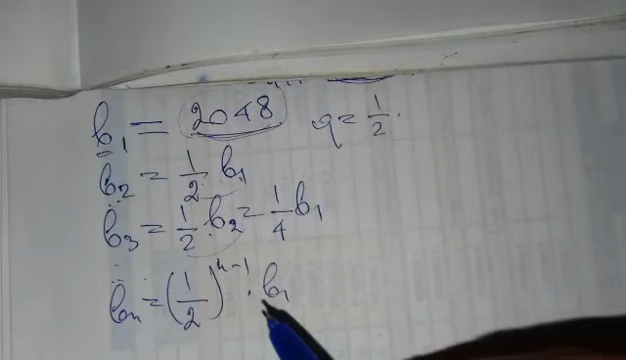 b₁ = 2048 q = 1/2.
b₂ = 1/2 b₁
b₃ = 1/2 · b₂ = 1/4 b₁
bₙ = (1/2)ⁿ⁻¹ · b₁